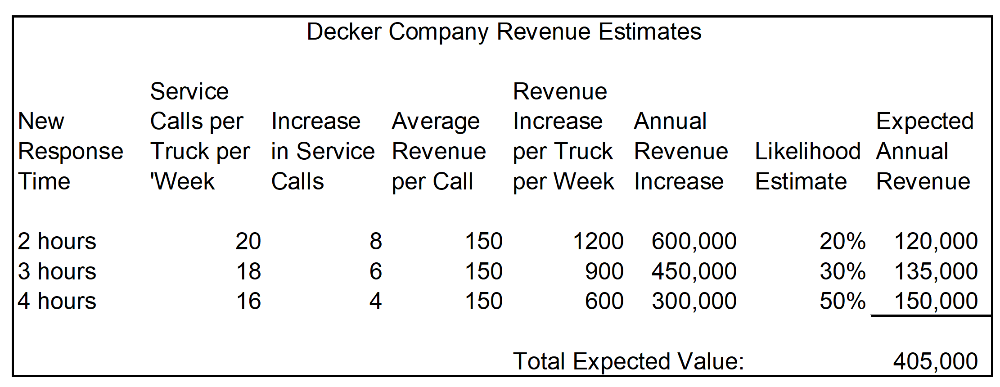 Decker Company Revenue Estimates
Service Revenue
New Calls per Increase Average Increase Annual Expected
Response Truck per in Service Revenue per Truck Revenue Likelihood Annual
Time 'Week Calls per Call per Week Increase Estimate Revenue
2 hours 20 8 150 1200 600,000 20% 120,000
3 hours 18 6 150 900 450,000 30% 135,000
4 hours 16 4 150 600 300,000 50% 150,000
Total Expected Value: 405,000